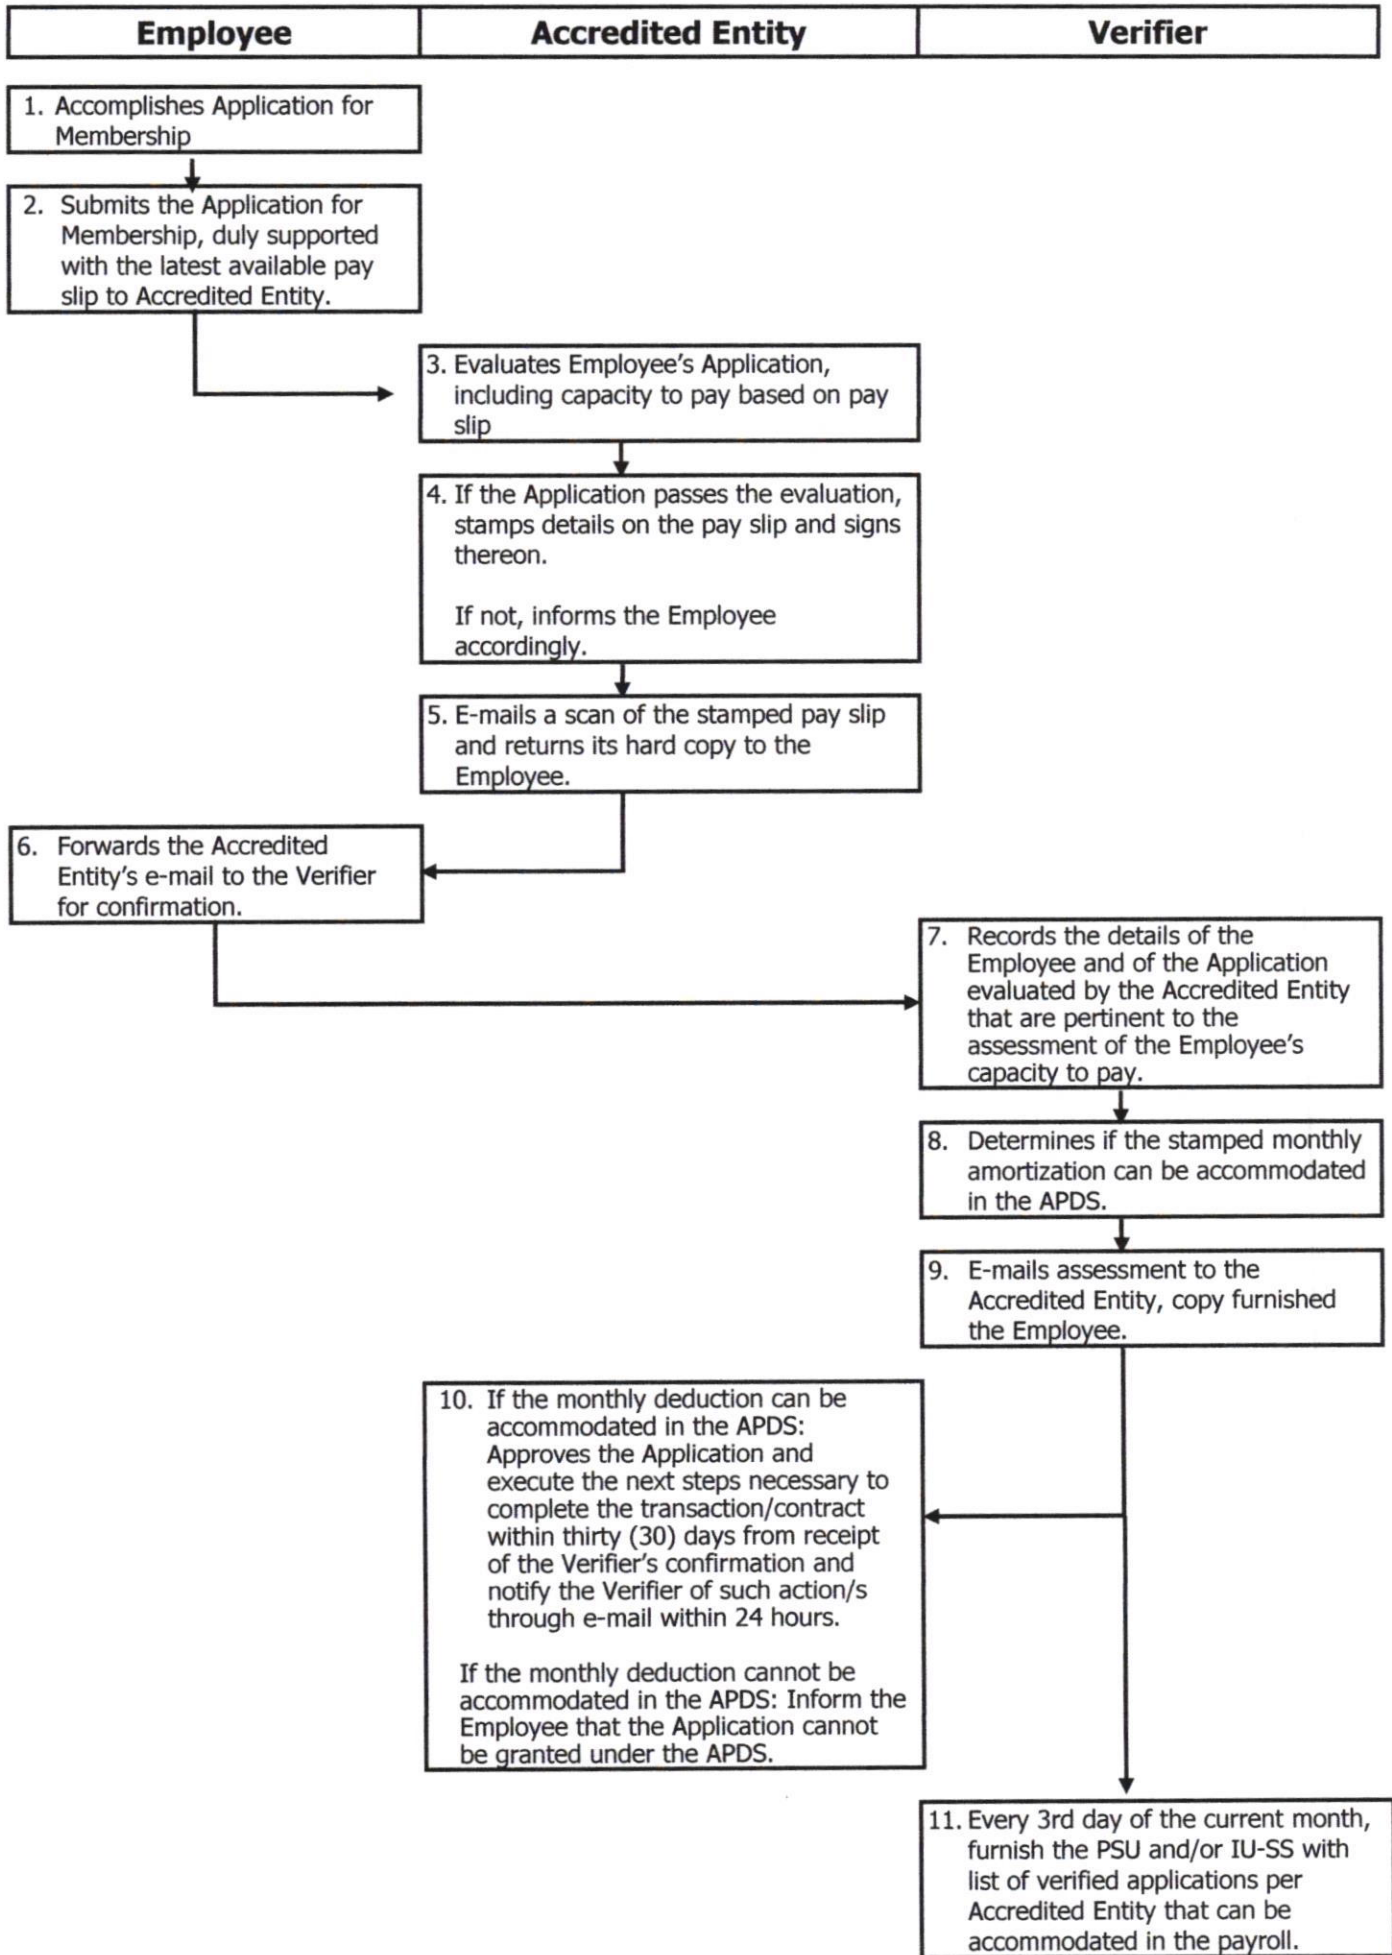 Employee
Accredited Entity
Verifier
1. Accomplishes Application for
Membership
2. Submits the Application for
Membership, duly supported
with the latest available pay
slip to Accredited Entity.
3. Evaluates Employee's Application,
including capacity to pay based on pay
slip
4. If the Application passes the evaluation,
stamps details on the pay slip and signs
thereon.
If not, informs the Employee
accordingly.
5. E-mails a scan of the stamped pay slip
and returns its hard copy to the
Employee.
6. Forwards the Accredited
Entity's e-mail to the Verifier
for confirmation.
7. Records the details of the
Employee and of the Application
evaluated by the Accredited Entity
that are pertinent to the
assessment of the Employee's
capacity to pay.
8. Determines if the stamped monthly
amortization can be accommodated
in the APDS.
9. E-mails assessment to the
Accredited Entity, copy furnished
the Employee.
10. If the monthly deduction can be
accommodated in the APDS:
Approves the Application and
execute the next steps necessary to
complete the transaction/contract
within thirty (30) days from receipt
of the Verifier's confirmation and
notify the Verifier of such action/s
through e-mail within 24 hours.
If the monthly deduction cannot be
accommodated in the APDS: Inform the
Employee that the Application cannot
be granted under the APDS.
11. Every 3rd day of the current month,
furnish the PSU and/or IU-SS with
list of verified applications per
Accredited Entity that can be
accommodated in the payroll.